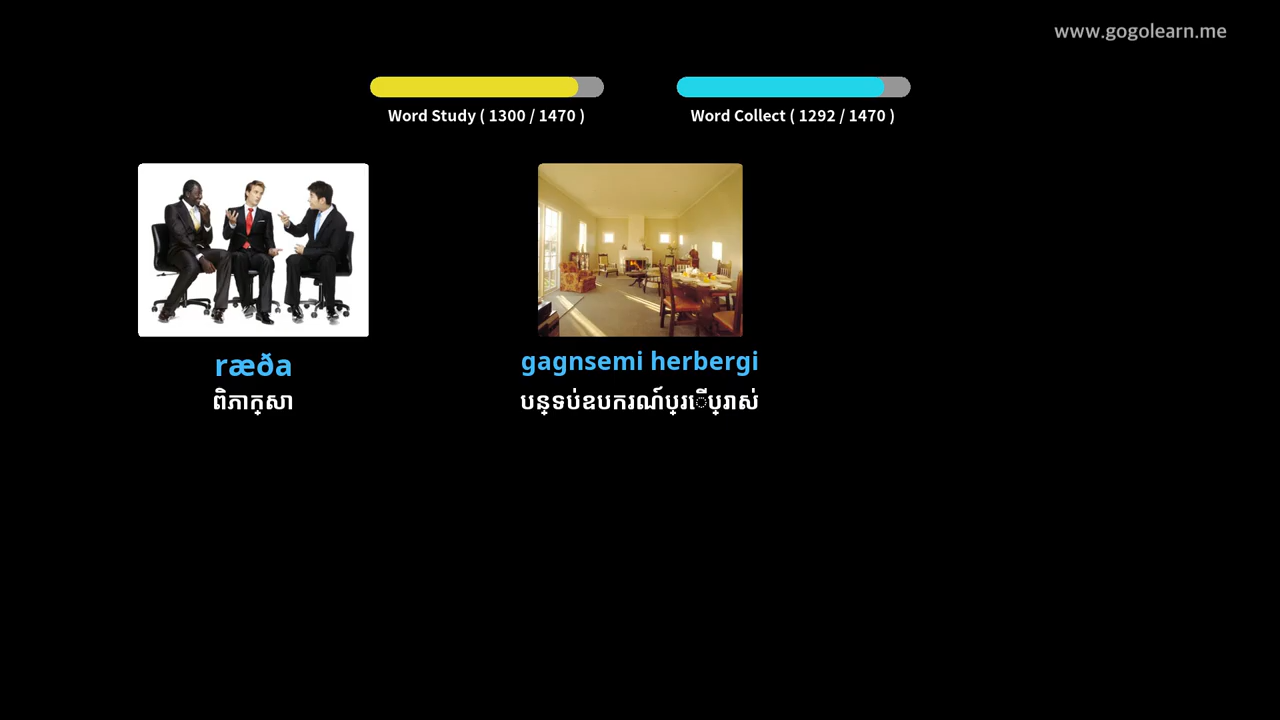 www.gogolearn.me
Word Study ( 1300 / 1470 )
Word Collect ( 1292 / 1470 )
ræða
ពិភាក្សា
gagnsemi herbergi
បន្ទប់ឧបករណ៍ប្រើប្រាស់